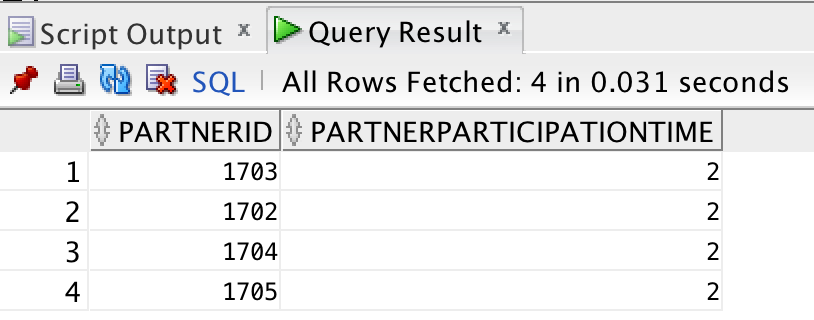 Script Output x Query Result x
SQL | All Rows Fetched: 4 in 0.031 seconds
PARTNERID PARTNERPARTICIPATIONTIME
1 1703 2
2 1702 2
3 1704 2
4 1705 2